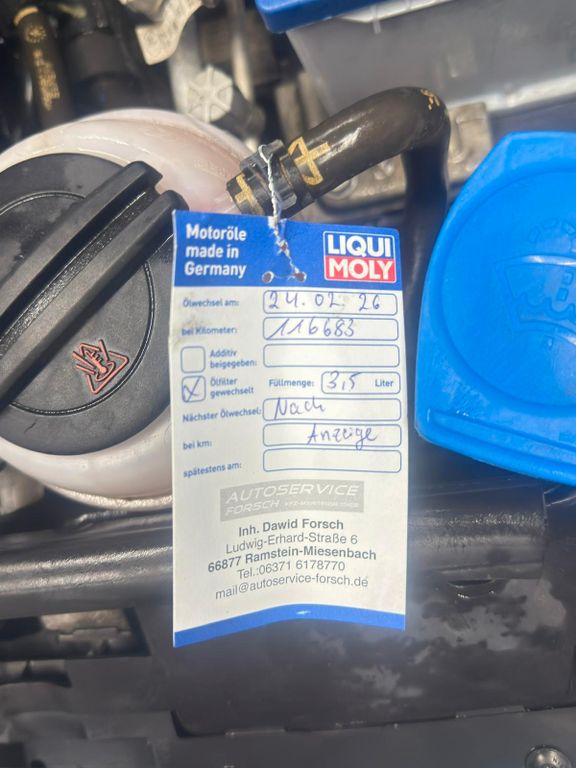 Motoröle
made in
Germany
LIQUI
MOLY
Ölwechsel am: 24.02.26
bei Kilometer: 116683
Additiv
beigegeben:
Ölfilter
gewechselt
Füllmenge: 3,5 Liter
Nächster Ölwechsel: Nach
bei km: Anzeige
spätestens am:
AUTOSERVICE
FORSCH
Inh. Dawid Forsch
Ludwig-Erhard-Straße 6
66877 Ramstein-Miesenbach
Tel.:06371 6178770
mail@autoservice-forsch.de